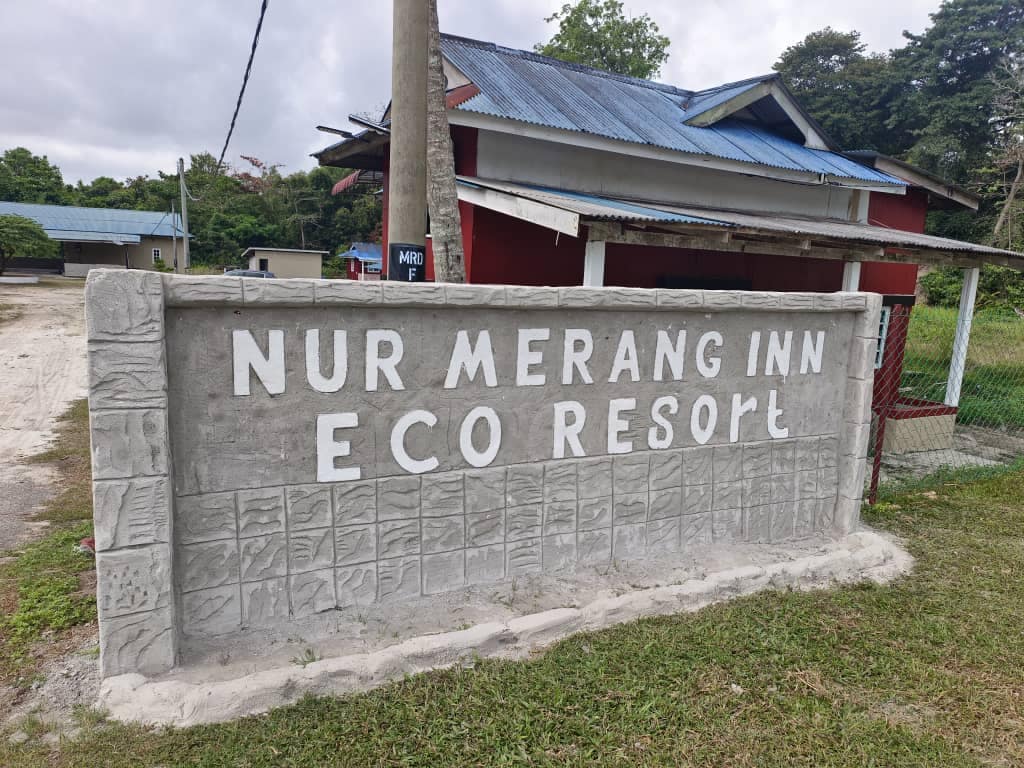 MRD
F
NUR MERANG INN
ECO RESoRt